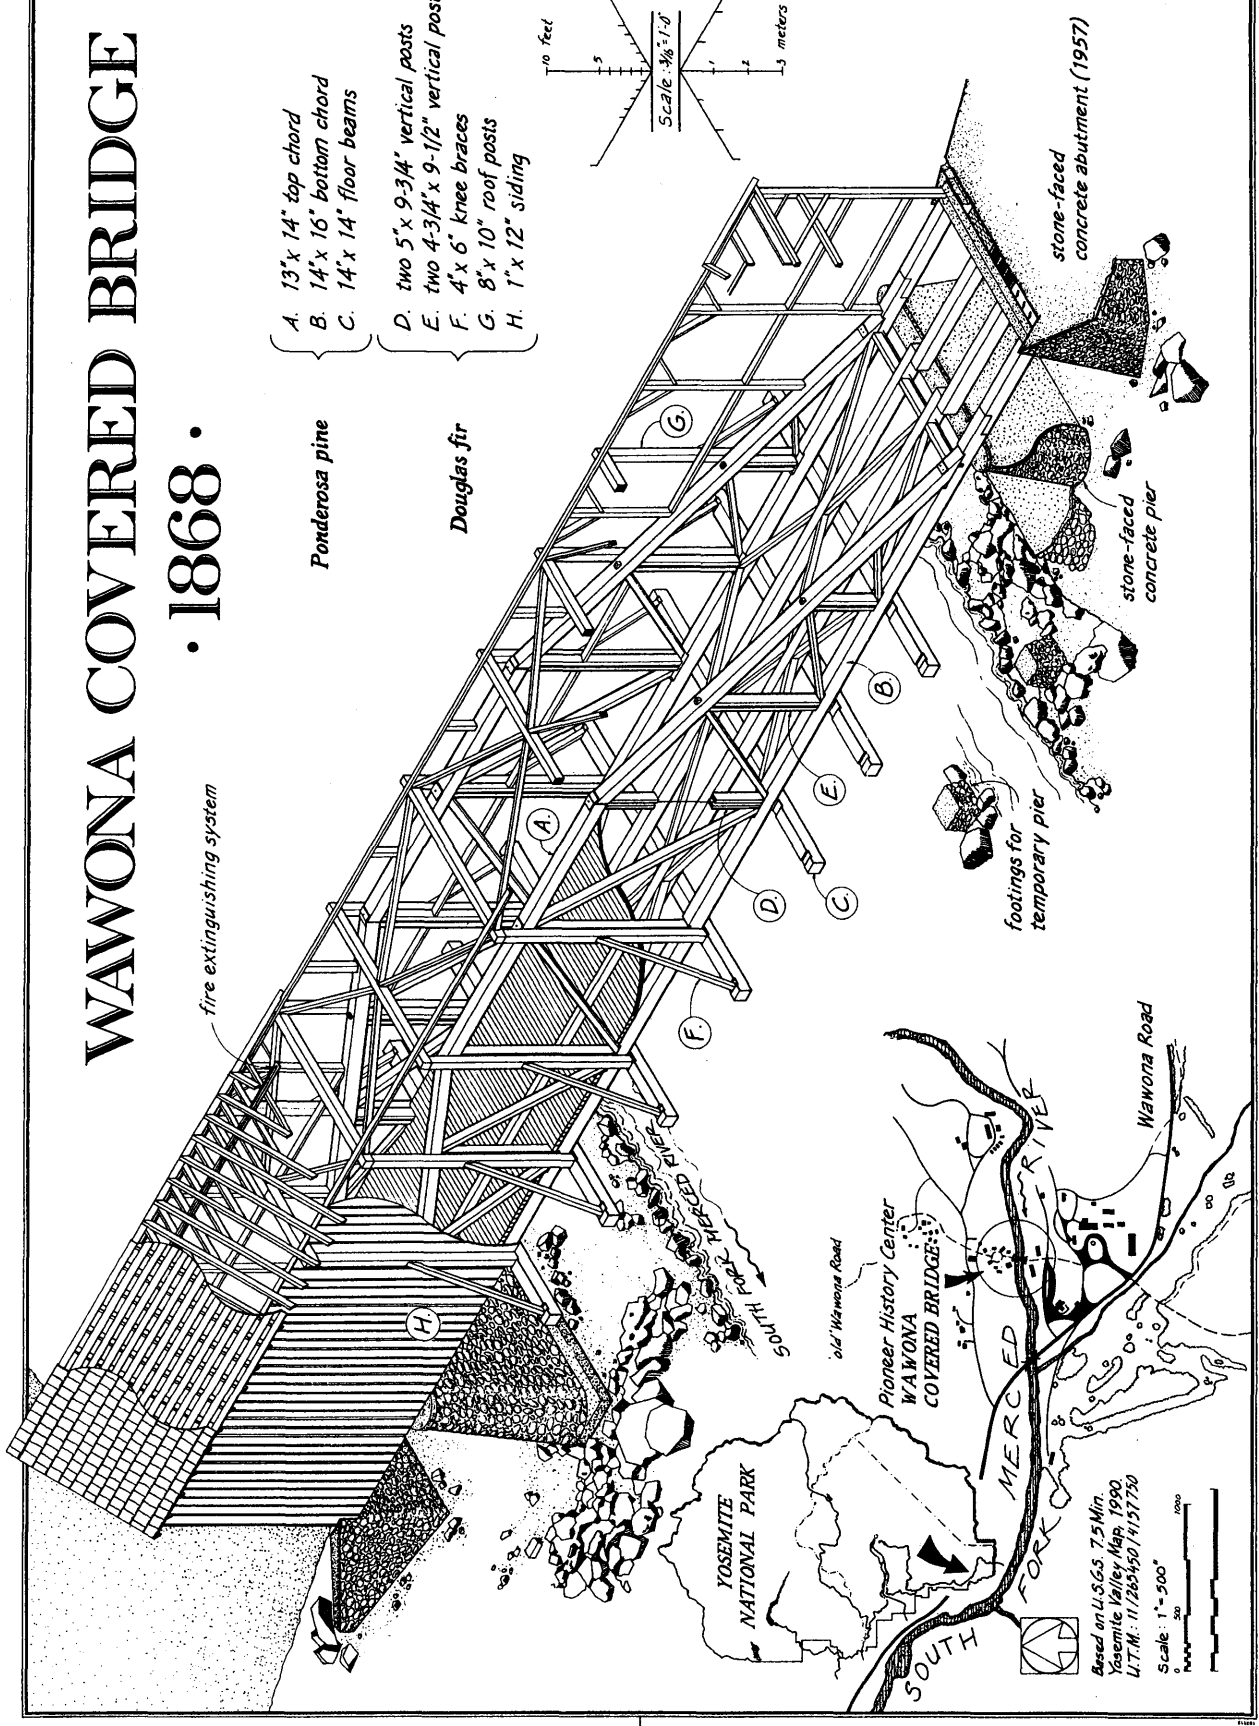 WAWONA COVERED BRIDGE
· 1868 ·
fire extinguishing system
Ponderosa pine
A. 13" x 14" top chord
B. 14" x 16" bottom chord
C. 14" x 14" floor beams
Douglas fir
D. two 5" x 9-3/4" vertical posts
E. two 4-3/4" x 9-1/2" vertical pos
F. 4" x 6" knee braces
G. 8" x 10" roof posts
H. 1" x 12" siding
10 feet
5
Scale: 3/16"=1'-0"
1
2
3 meters
A.
B.
C.
D.
E.
F.
G.
H.
stone-faced
concrete abutment (1957)
stone-faced
concrete pier
footings for
temporary pier
SOUTH FORK MERCED RIVER
YOSEMITE
NATIONAL PARK
old Wawona Road
Pioneer History Center
WAWONA
COVERED BRIDGE
Wawona Road
SOUTH FORK MERCED RIVER
Based on U.S.G.S. 7.5 Min.
Yosemite Valley Map, 1990.
U.T.M.: 11/265450/4157750
Scale: 1"=500"
0 500 1000